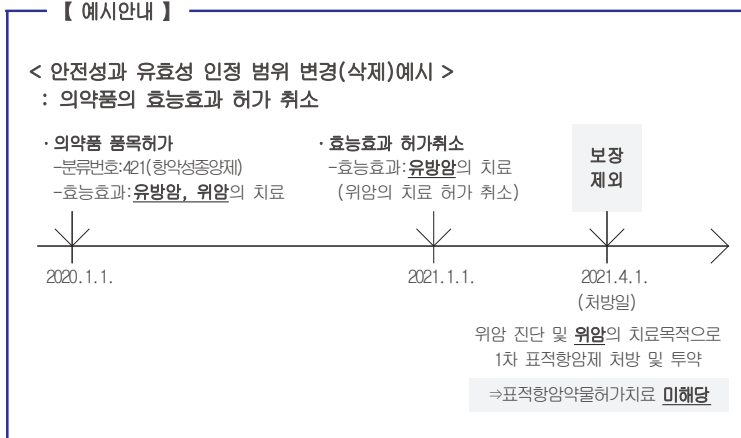 【 예시안내 】
< 안전성과 유효성 인정 범위 변경(삭제)예시 >
: 의약품의 효능효과 허가 취소
· 의약품 품목허가
-분류번호:421(항악성종양제)
-효능효과:유방암, 위암의 치료
· 효능효과 허가취소
-효능효과:유방암의 치료
(위암의 치료 허가 취소)
보장
제외
2020.1.1.
2021.1.1.
2021.4.1.
(처방일)
위암 진단 및 위암의 치료목적으로
1차 표적항암제 처방 및 투약
⇒표적항암약물허가치료 미해당